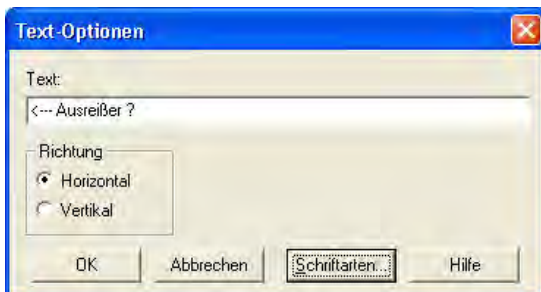 Text-Optionen
Text:
<--- Ausreißer ?
Richtung
Horizontal
Vertikal
OK Abbrechen Schriftarten... Hilfe